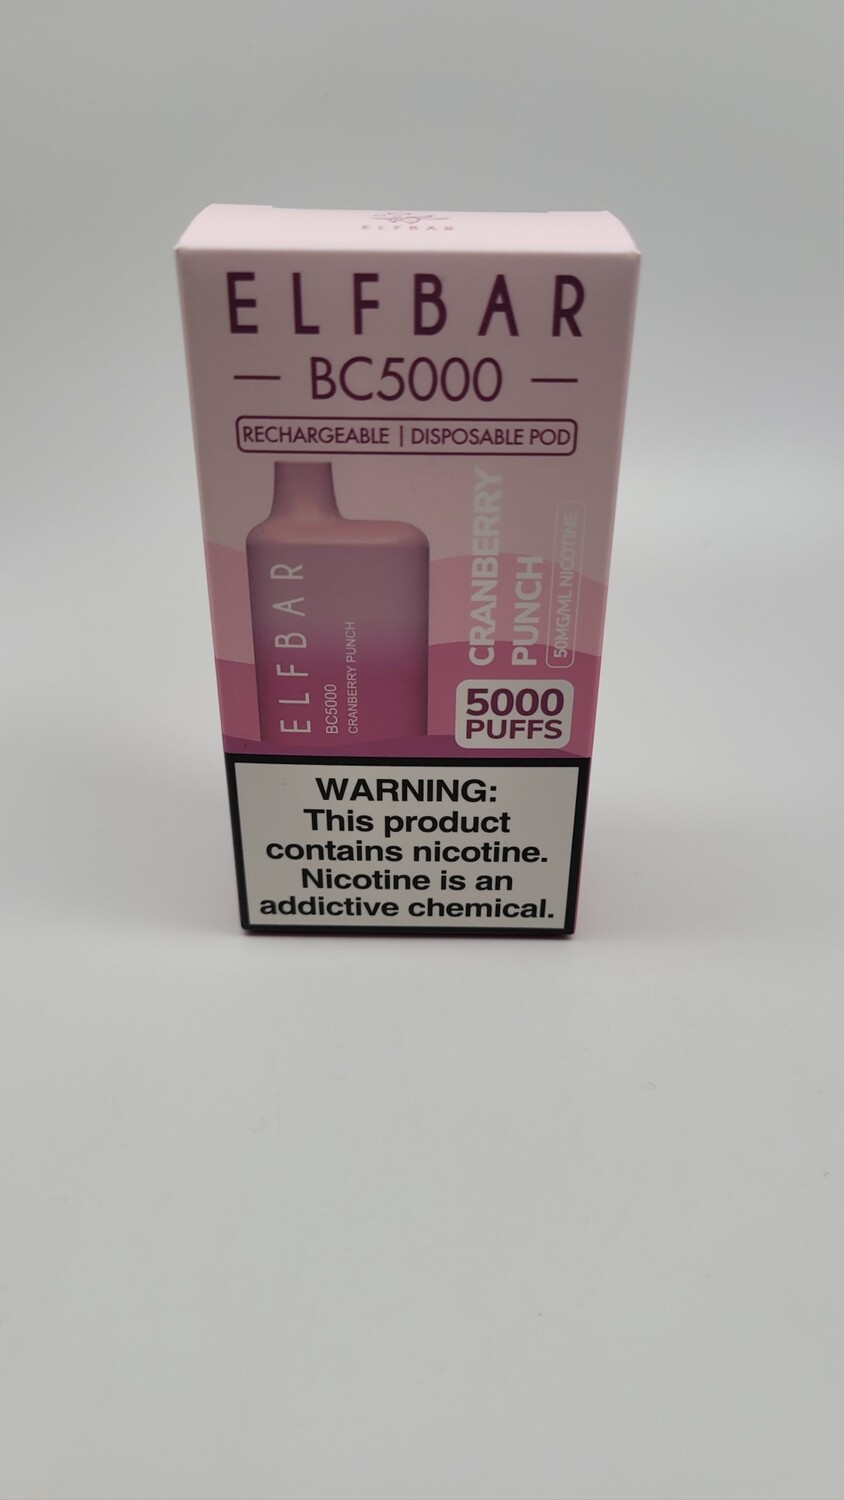 ELFBAR
ELFBAR
BC5000
RECHARGEABLE | DISPOSABLE POD
ELFBAR
BC5000
CRANBERRY PUNCH
CRANBERRY
PUNCH
50MG/ML NICOTINE
5000
PUFFS
WARNING:
This product
contains nicotine.
Nicotine is an
addictive chemical.